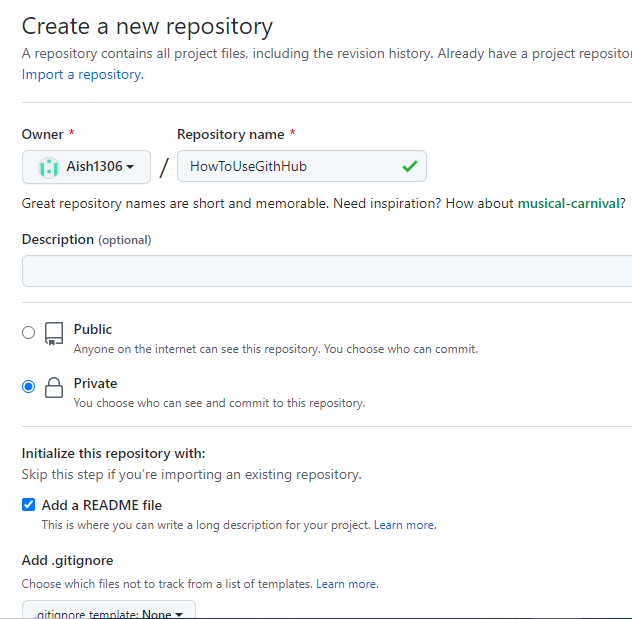 Create a new repository
A repository contains all project files, including the revision history. Already have a project
Import a repository.
Owner *
Repository name *
Aish1306
/
HowToUseGithHub
Great repository names are short and memorable. Need inspiration? How about musical-carnival?
Description (optional)
Public
Anyone on the internet can see this repository. You choose who can commit.
Private
You choose who can see and commit to this repository.
Initialize this repository with:
Skip this step if you're importing an existing repository.
Add a README file
This is where you can write a long description for your project. Learn more.
Add .gitignore
Choose which files not to track from a list of templates. Learn more.
.gitignore template: None